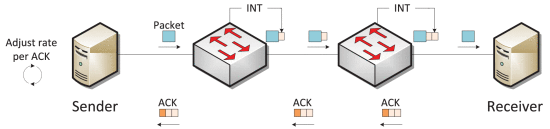 INT
INT
Packet
Adjust rate
per ACK
Sender
Receiver
ACK
ACK
ACK